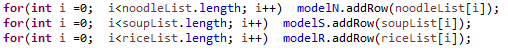 for(int i =0;  i<noodleList.length; i++)  modelN.addRow(noodleList[i]);
for(int i =0;  i<soupList.length; i++)  modelS.addRow(soupList[i]);
for(int i =0;  i<riceList.length; i++)  modelR.addRow(riceList[i]);